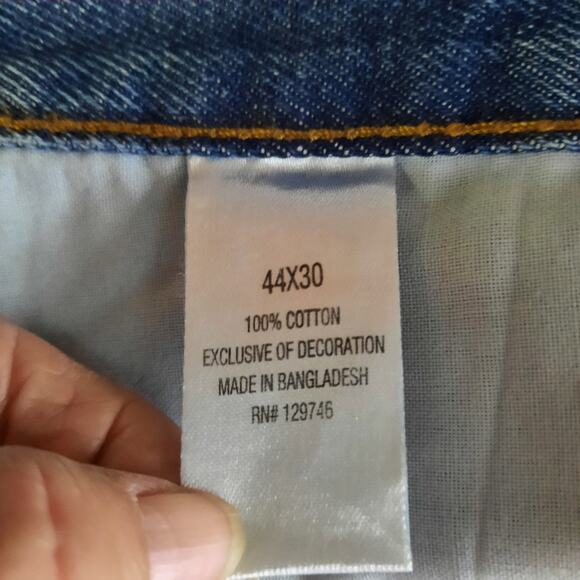 44X30
100% COTTON
EXCLUSIVE OF DECORATION
MADE IN BANGLADESH
RN# 129746